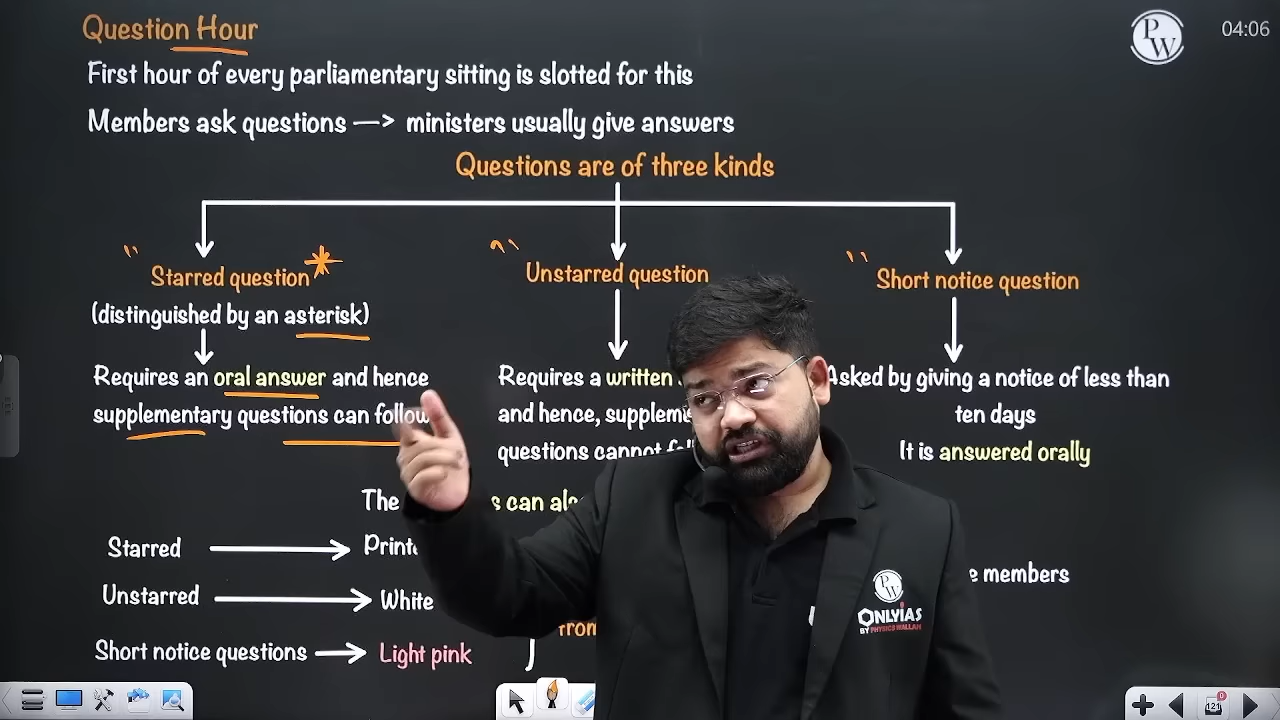 Question Hour
PW
04:06
First hour of every parliamentary sitting is slotted for this
Members ask questions —> ministers usually give answers
Questions are of three kinds
Starred question*
(distinguished by an asterisk)
Requires an oral answer and hence
supplementary questions can follow
Unstarred question
Requires a written
and hence,
questions cannot
Short notice question
Asked by giving a notice of less than
ten days
It is answered orally
The
can
Starred
Unstarred
White
Short notice questions
Light pink
members
from
PW
ONLYIAS
BY PHYSICS WALLAH
0
121